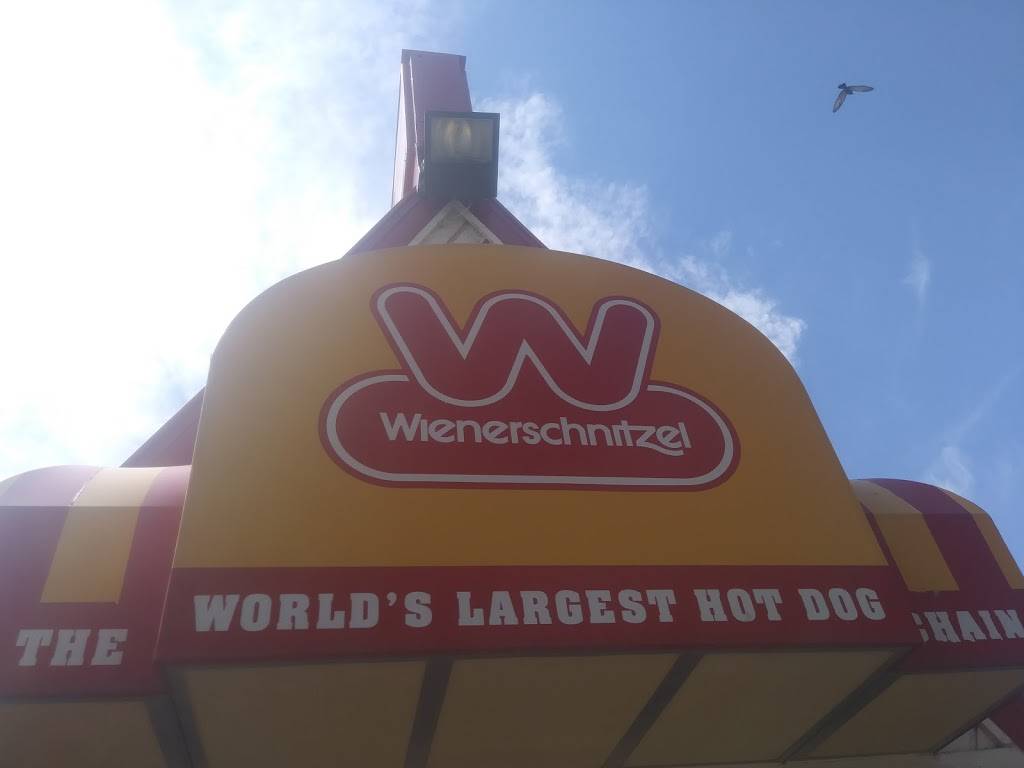 Wienerschnitzel
THE WORLD'S LARGEST HOT DOG CHAIN